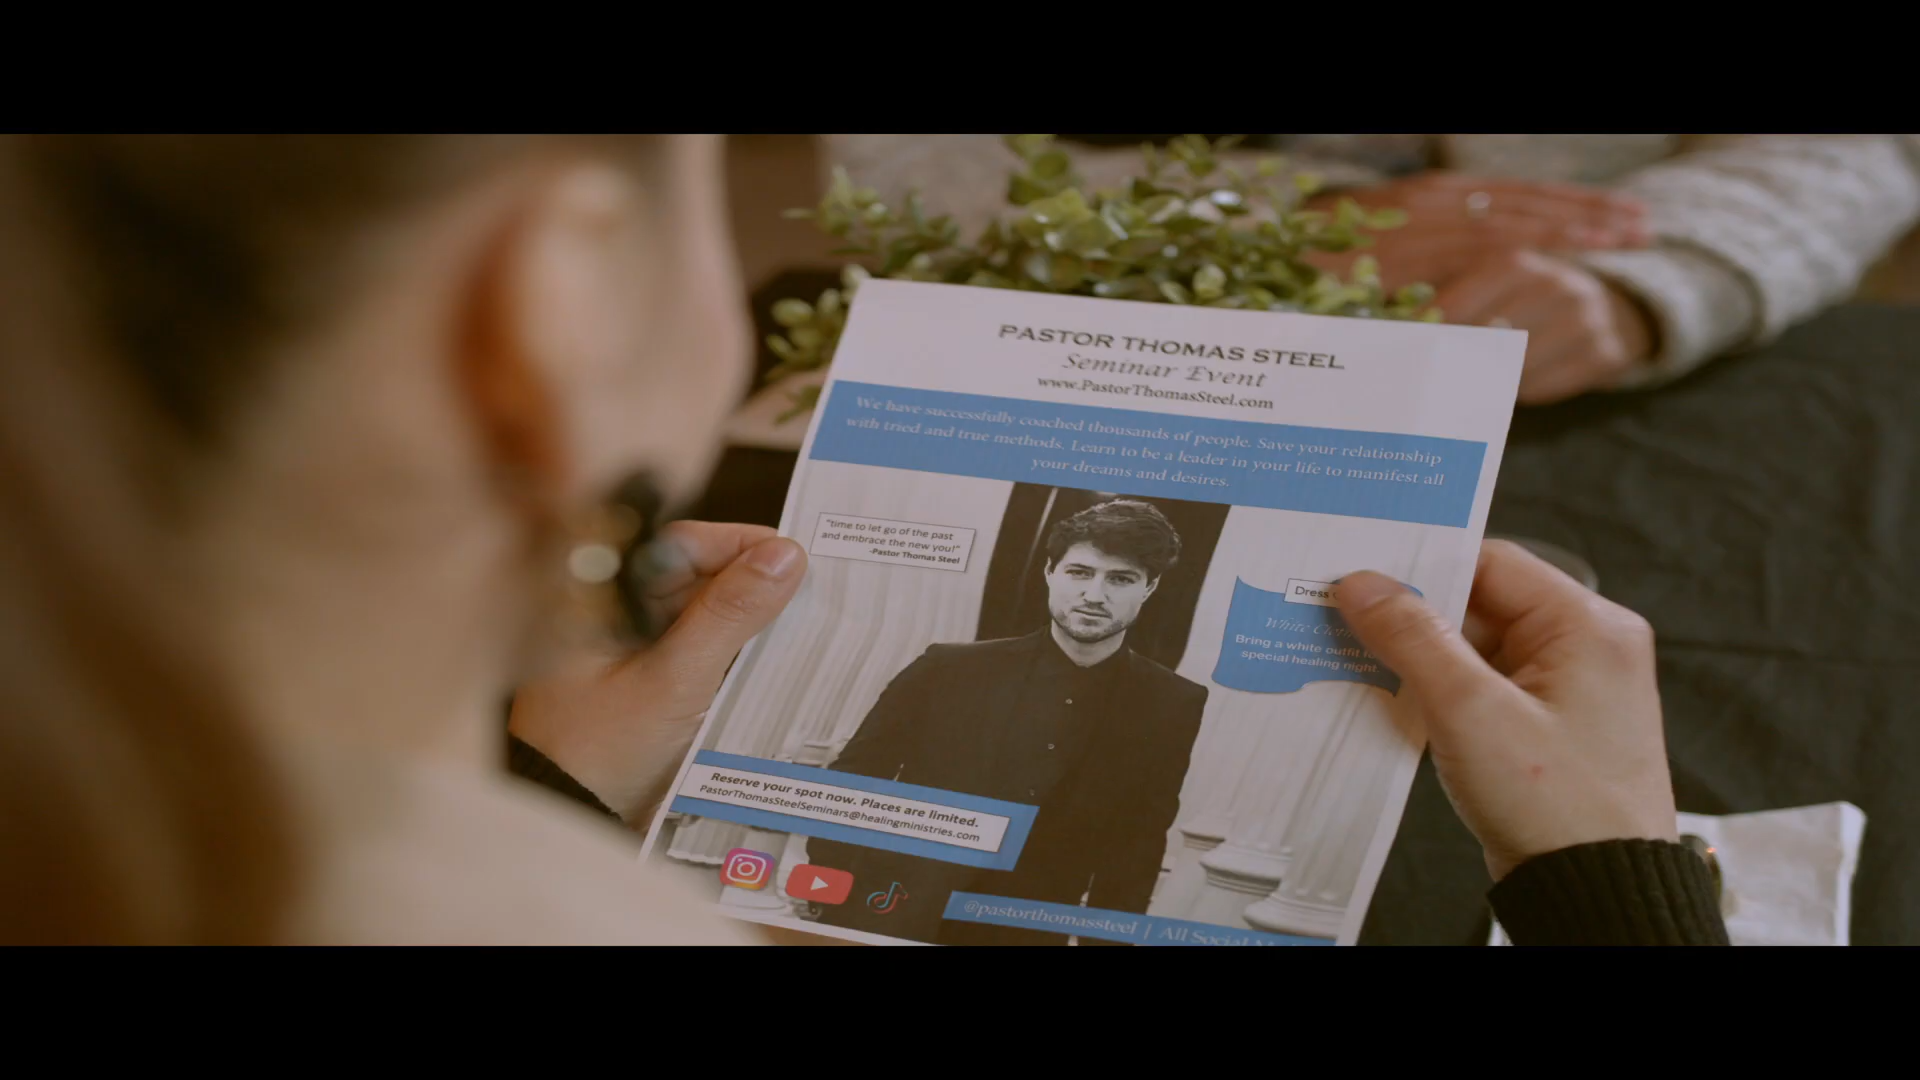 PASTOR THOMAS STEEL
Seminar Event
www.PastorThomasSteel.com
We have successfully coached thousands of people. Save your relationship
with tried and true methods. Learn to be a leader in your life to manifest all
your dreams and desires.
"time to let go of the past
and embrace the new you!"
-Pastor Thomas Steel
Dress
White
Bring a white outfit
special healing night.
Reserve your spot now. Places are limited.
PastorThomasSteelSeminars@healingministries.com
@pastorthomassteel | All Social